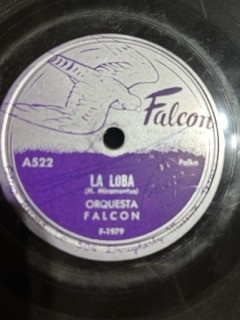 Falcon
A522
Polka
LA LOBA
(N. Miramontes)
ORQUESTA
FALCON
F-1979